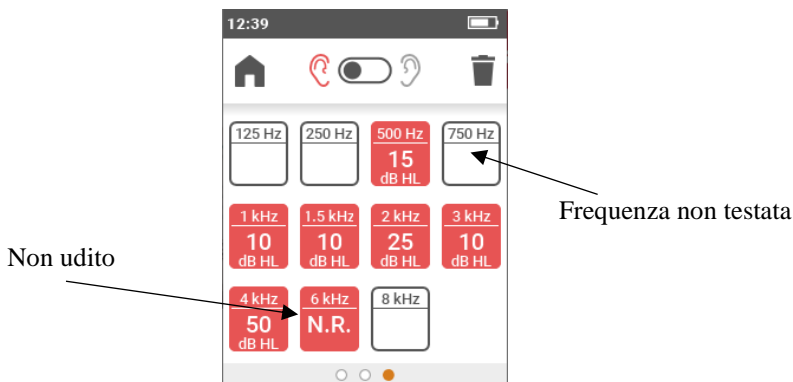 12:39
125 Hz
250 Hz
500 Hz
15
dB HL
750 Hz
Frequenza non testata
1 kHz
10
dB HL
1.5 kHz
10
dB HL
2 kHz
25
dB HL
3 kHz
10
dB HL
Non udito
4 kHz
50
dB HL
6 kHz
N.R.
8 kHz